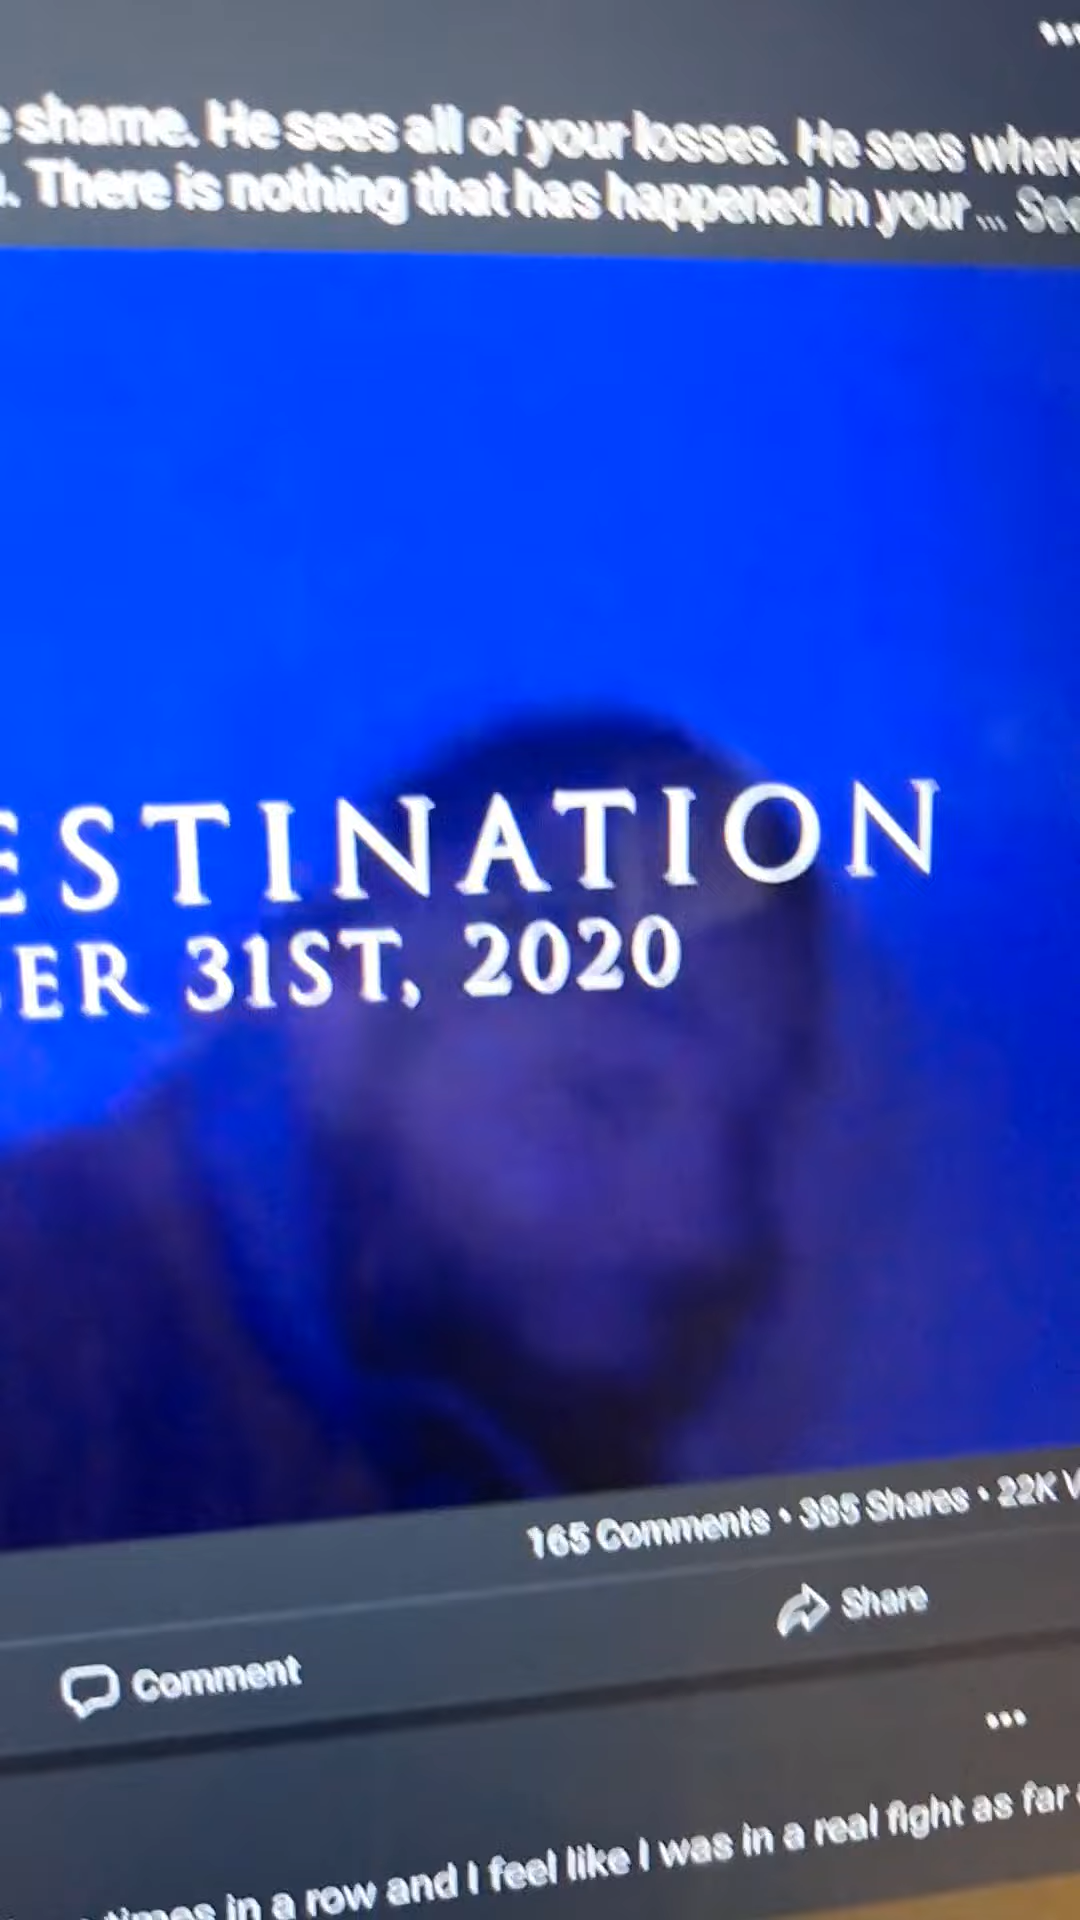 shame. He sees all of your losses. He sees where
There is nothing that has happened in your... See
ESTINATION
BER 31ST, 2020
165 Comments • 385 Shares • 22K V
Comment
Share
times in a row and I feel like I was in a real fight as far